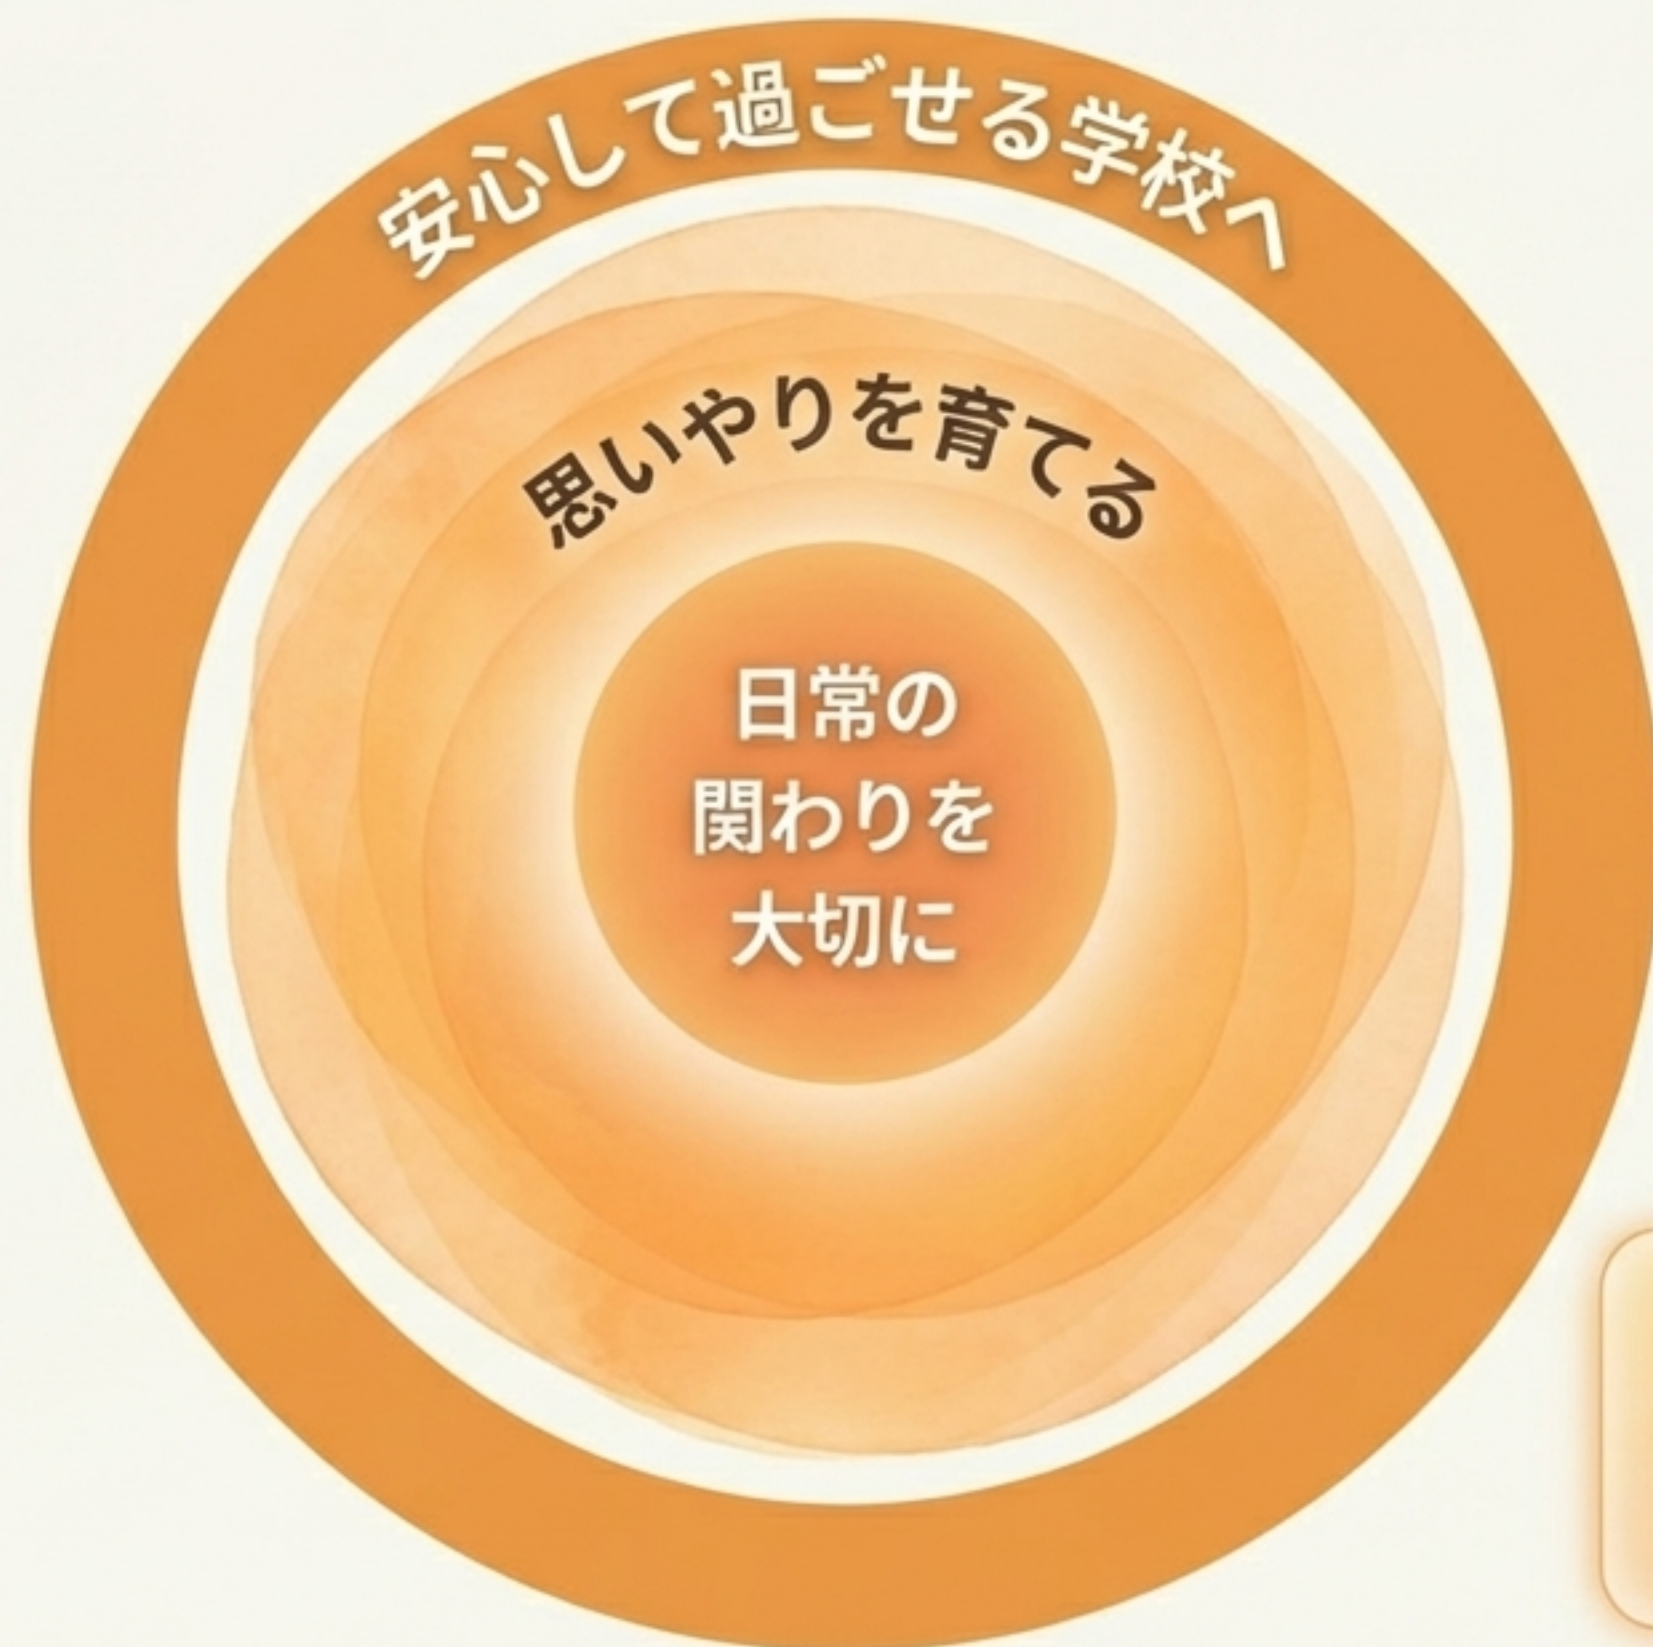 安心して過ごせる学校へ
思いやりを育てる
日常の
関わりを
大切に